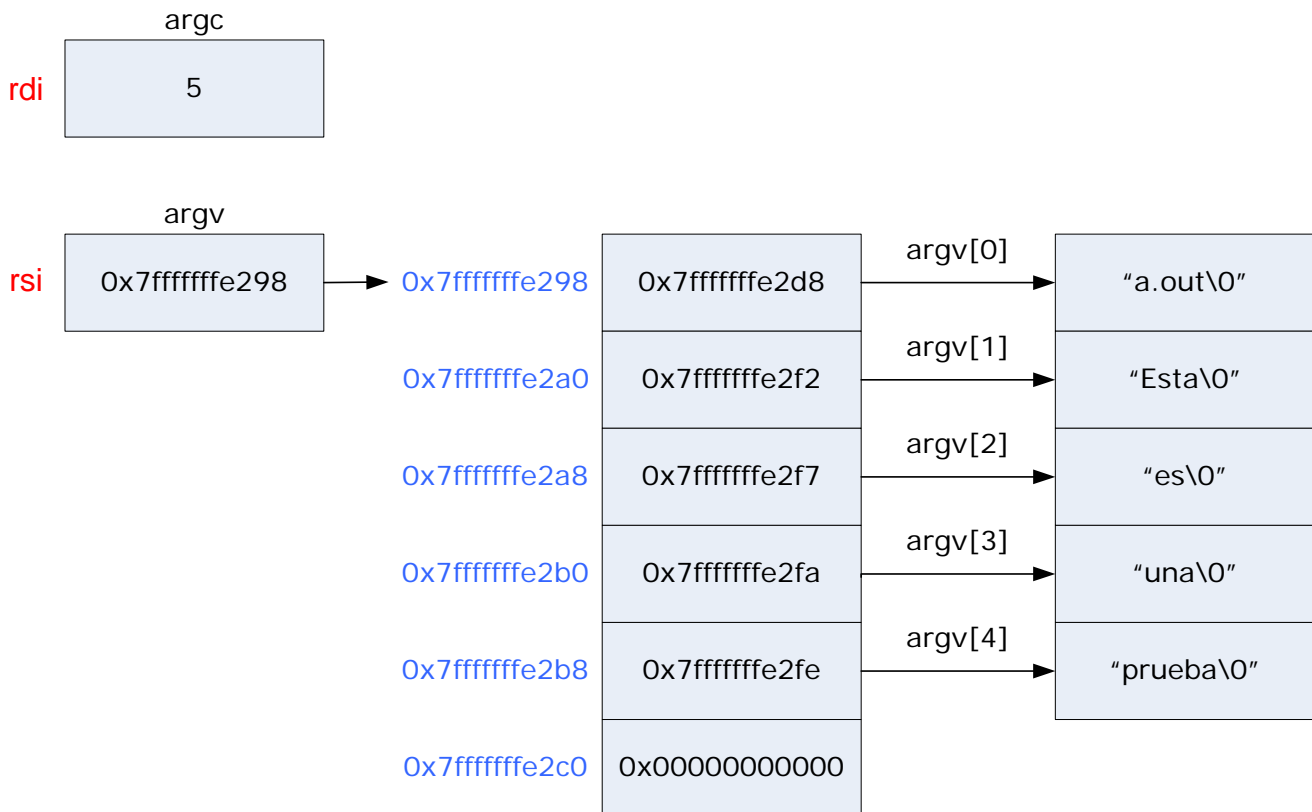 argc
rdi
5
argv
rsi
0x7fffffffe298
0x7fffffffe298
0x7fffffffe2d8
argv[0]
“a.out\0”
0x7fffffffe2a0
0x7fffffffe2f2
argv[1]
“Esta\0”
0x7fffffffe2a8
0x7fffffffe2f7
argv[2]
“es\0”
0x7fffffffe2b0
0x7fffffffe2fa
argv[3]
“una\0”
0x7fffffffe2b8
0x7fffffffe2fe
argv[4]
“prueba\0”
0x7fffffffe2c0
0x00000000000